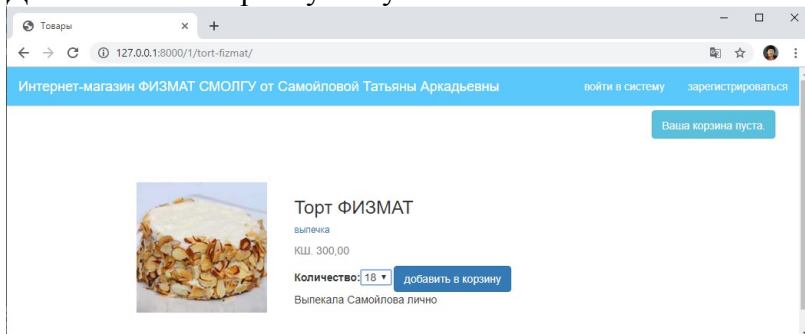 Товары
127.0.0.1:8000/1/tort-fizmat/
Интернет-магазин ФИЗМАТ СМОЛГУ от Самойловой Татьяны Аркадьевны войти в систему зарегистрироваться
Ваша корзина пуста.
Торт ФИЗМАТ
выпечка
КШ. 300,00
Количество: 18 добавить в корзину
Выпекала Самойлова лично